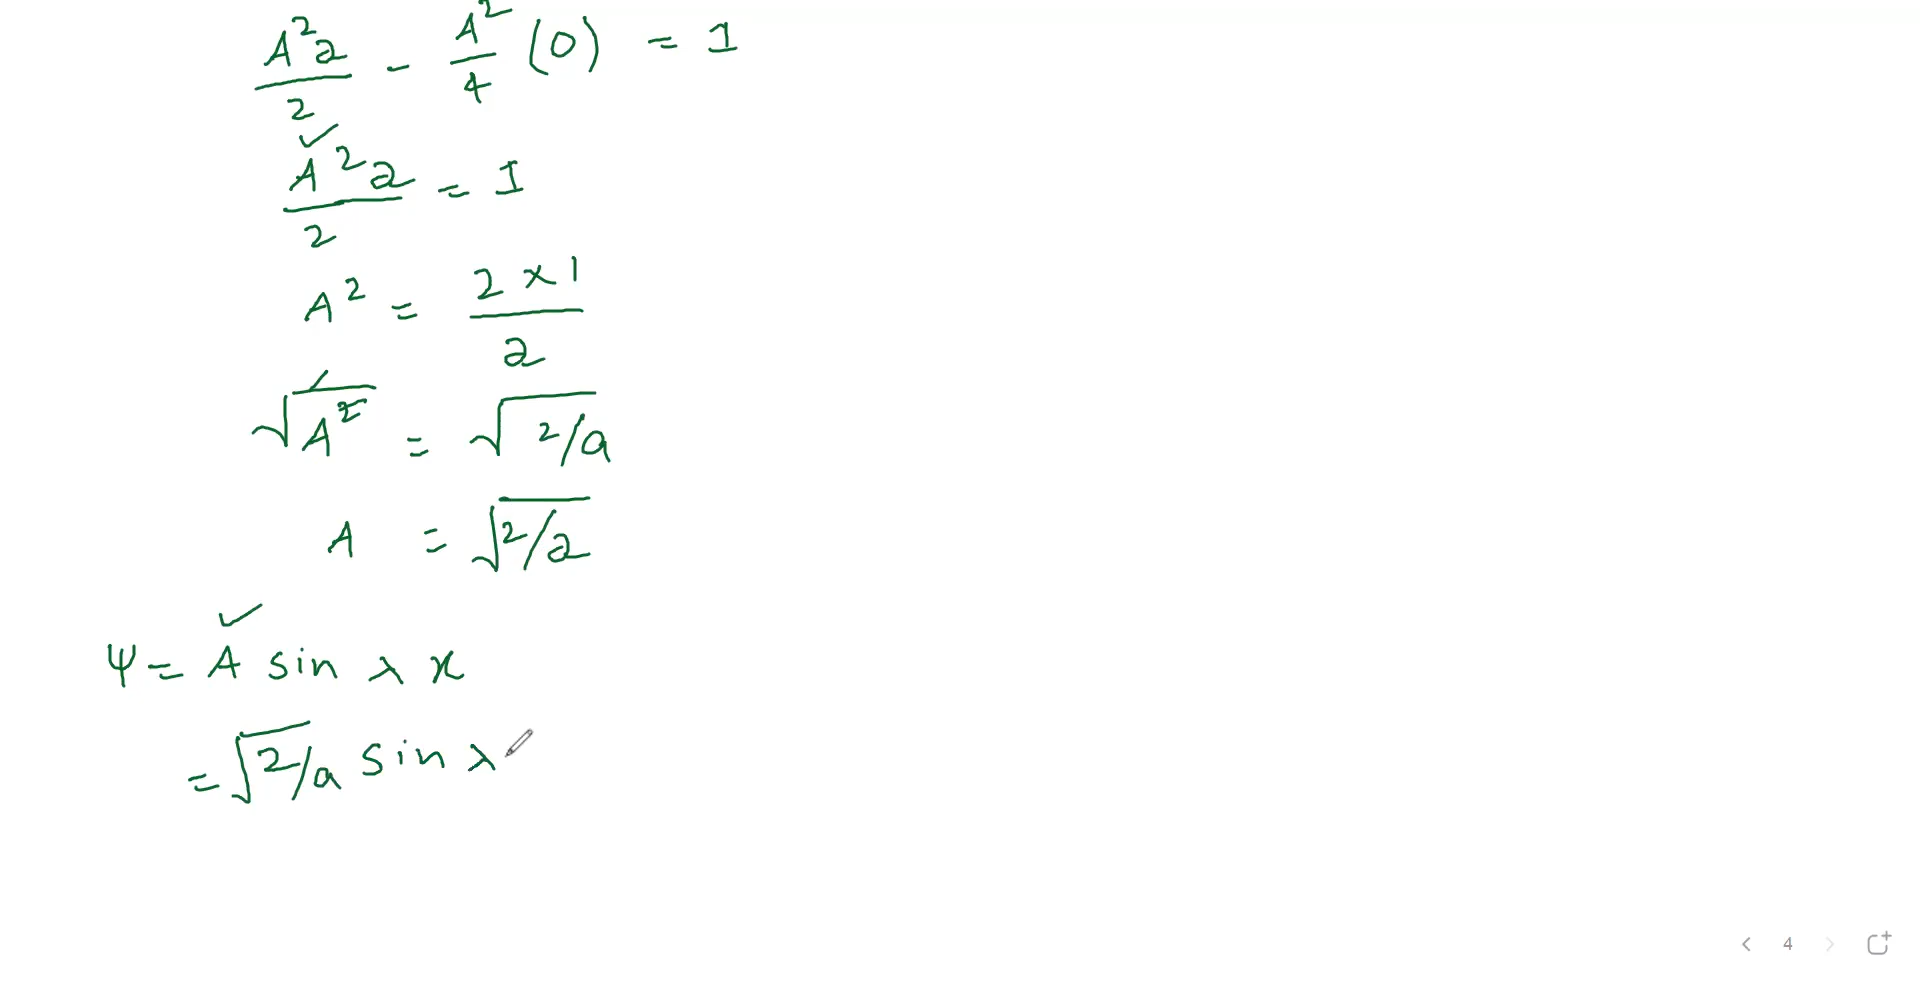 A²a/2 - A²/4 (0) = 1
A²a/2 = 1
A² = 2 × 1/a
√A² = √2/a
A = √2/a
Ψ = A sin λ x
= √2/a sin λ
4